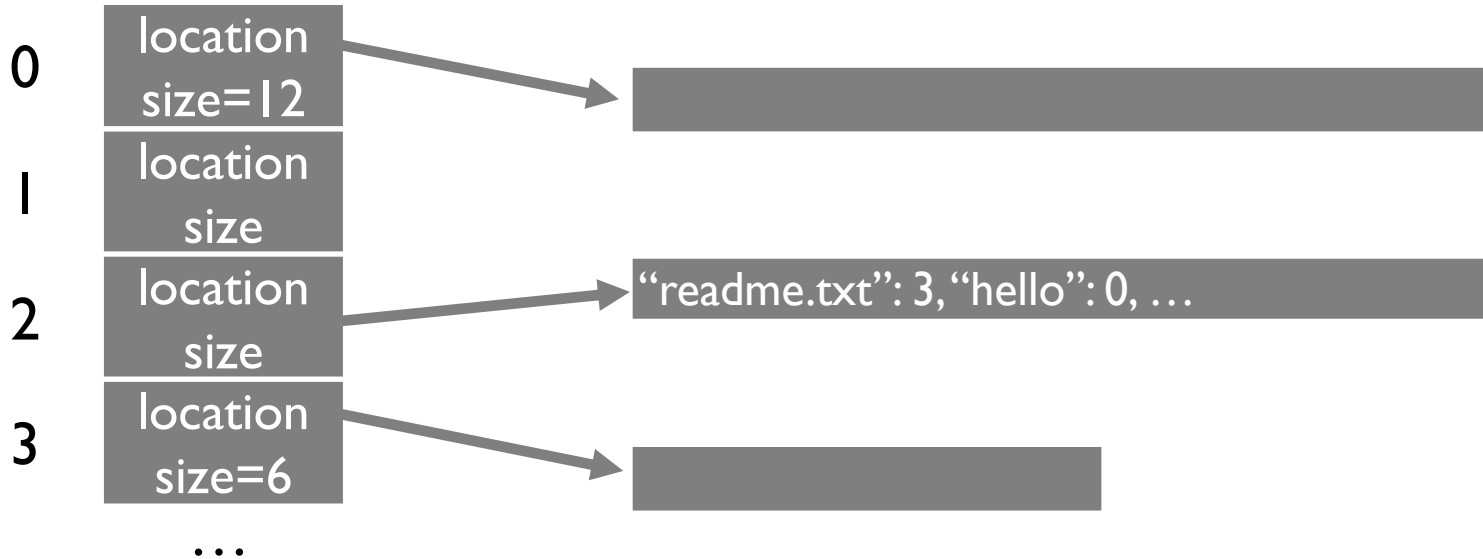 0
location
size=12
1
location
size
2
location
size
“readme.txt”: 3, “hello”: 0, …
3
location
size=6
…